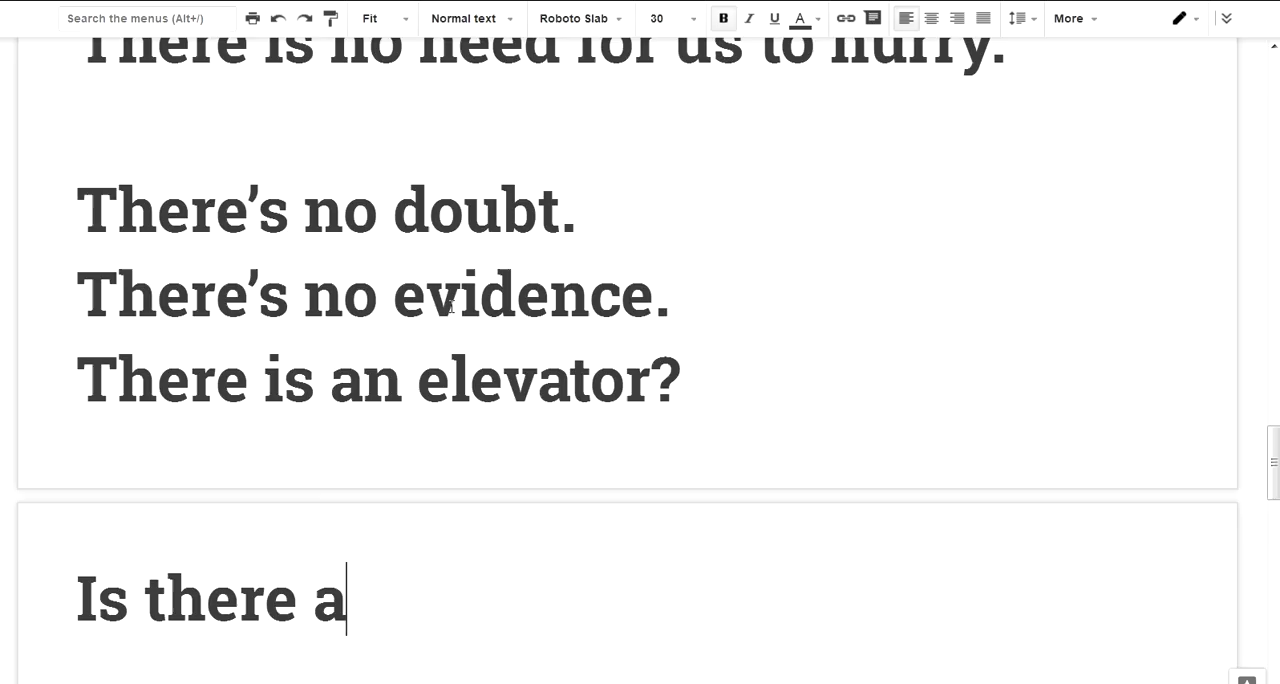 Search the menus (Alt+/) Fit Normal text Roboto Slab 30 B I U A More
There is no need for us to hurry.
There’s no doubt.
There’s no evidence.
There is an elevator?
Is there a